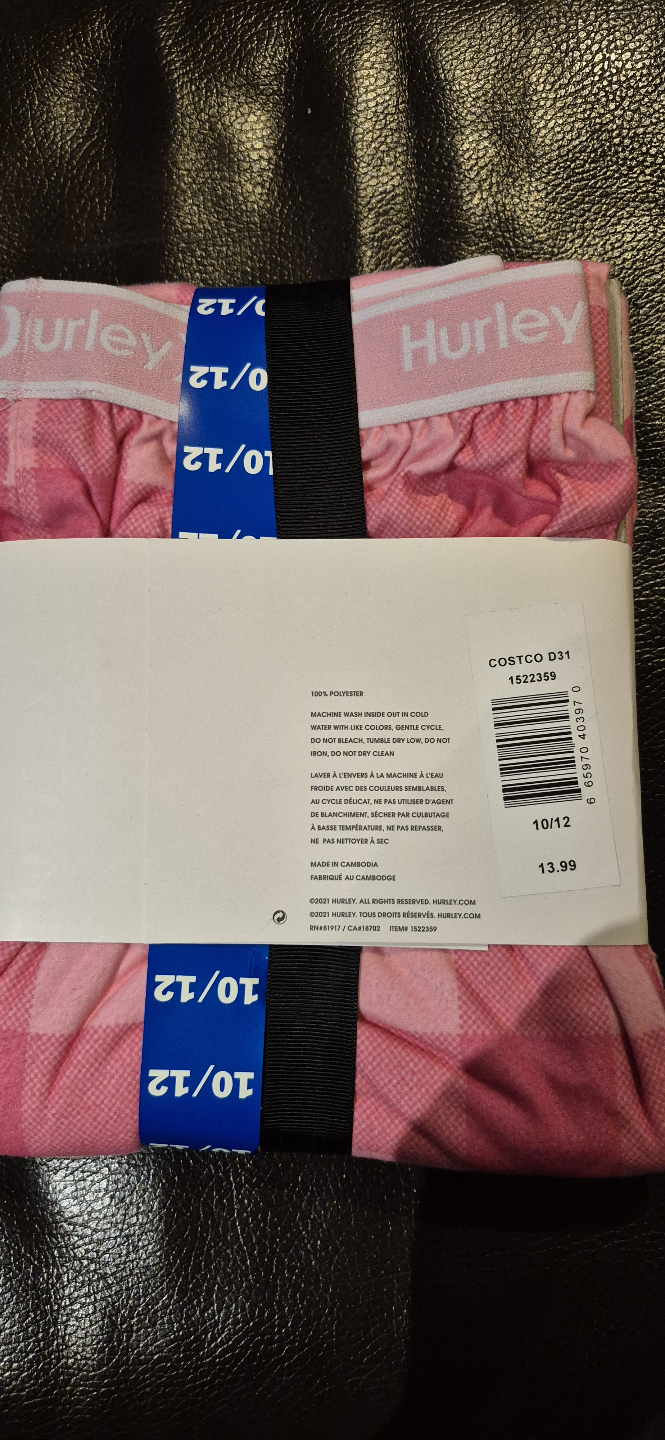 urley
Hurley
10/12
10/12
10/12
COSTCO D31
1522359
6 65970 40397 0
10/12
13.99
100% POLYESTER
MACHINE WASH INSIDE OUT IN COLD
WATER WITH LIKE COLORS, GENTLE CYCLE,
DO NOT BLEACH, TUMBLE DRY LOW, DO NOT
IRON, DO NOT DRY CLEAN
LAVER À L'ENVERS À LA MACHINE À L'EAU
FROIDE AVEC DES COULEURS SEMBLABLES,
AU CYCLE DÉLICAT, NE PAS UTILISER D'AGENT
DE BLANCHIMENT, SÉCHER PAR CULBUTAGE
À BASSE TEMPÉRATURE, NE PAS REPASSER,
NE PAS NETTOYER À SEC
MADE IN CAMBODIA
FABRIQUÉ AU CAMBODGE
©2021 HURLEY. ALL RIGHTS RESERVED. HURLEY.COM
©2021 HURLEY. TOUS DROITS RÉSERVÉS. HURLEY.COM
RN#81917 / CA#18702 ITEM# 1522359
10/12
10/12